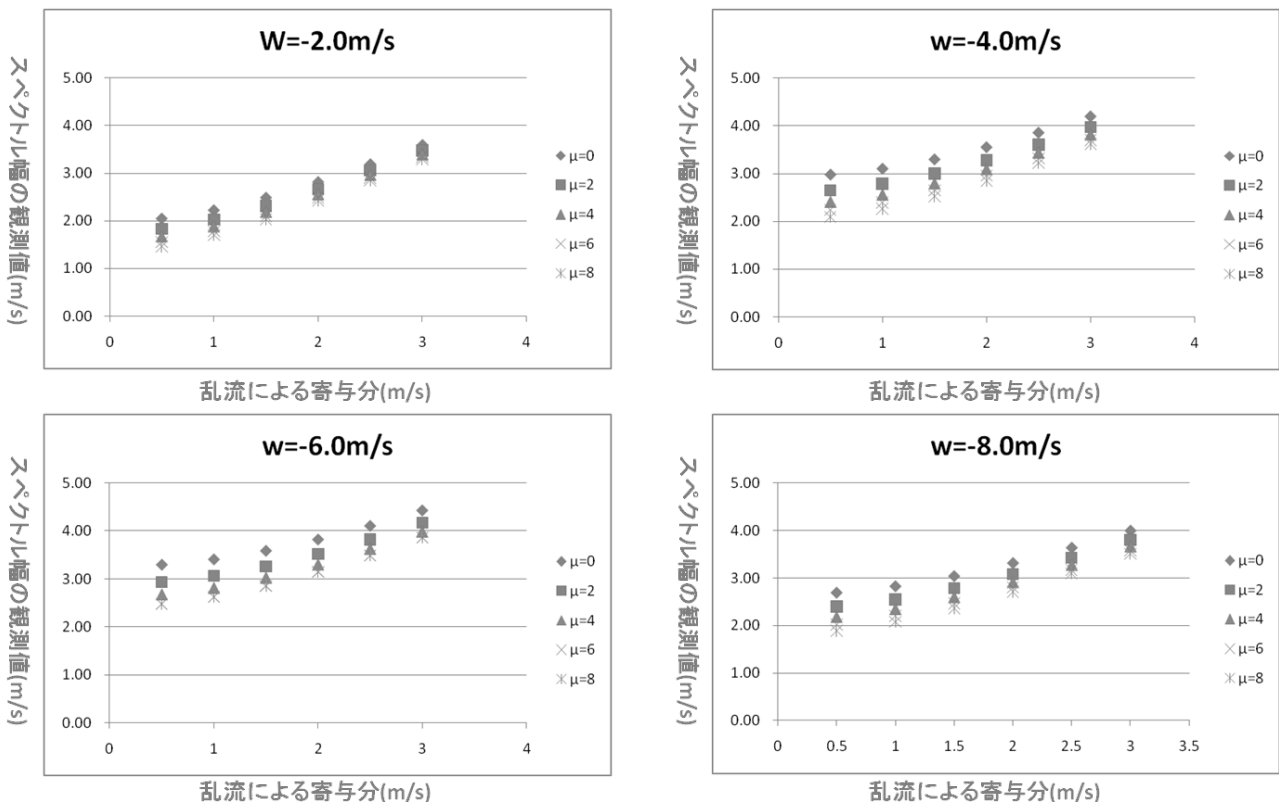 W=-2.0m/s
スペクトル幅の観測値(m/s)
5.00
4.00
3.00
2.00
1.00
0.00
0 1 2 3 4
乱流による寄与分(m/s)
◆μ=0
■μ=2
▲μ=4
×μ=6
μ=8
w=-4.0m/s
スペクトル幅の観測値(m/s)
5.00
4.00
3.00
2.00
1.00
0.00
0 1 2 3 4
乱流による寄与分(m/s)
◆μ=0
■μ=2
▲μ=4
×μ=6
μ=8
w=-6.0m/s
スペクトル幅の観測値(m/s)
5.00
4.00
3.00
2.00
1.00
0.00
0 1 2 3 4
乱流による寄与分(m/s)
◆μ=0
■μ=2
▲μ=4
×μ=6
μ=8
w=-8.0m/s
スペクトル幅の観測値(m/s)
5.00
4.00
3.00
2.00
1.00
0.00
0 0.5 1 1.5 2 2.5 3 3.5
乱流による寄与分(m/s)
◆μ=0
■μ=2
▲μ=4
×μ=6
μ=8